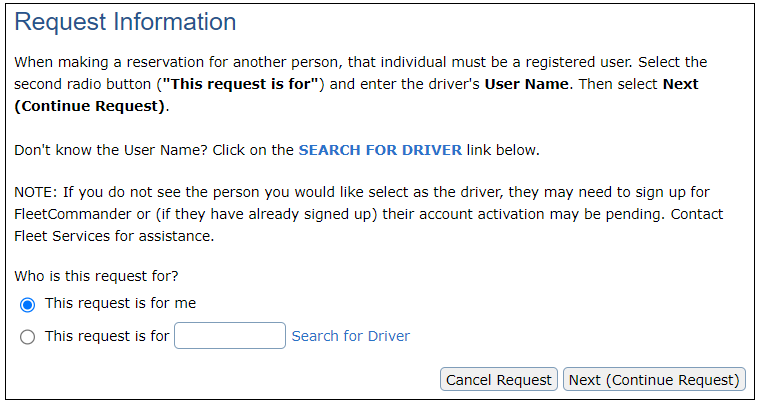 Request Information
When making a reservation for another person, that individual must be a registered user. Select the
second radio button ("This request is for") and enter the driver's User Name. Then select Next
(Continue Request).
Don't know the User Name? Click on the SEARCH FOR DRIVER link below.
NOTE: If you do not see the person you would like select as the driver, they may need to sign up for
FleetCommander or (if they have already signed up) their account activation may be pending. Contact
Fleet Services for assistance.
Who is this request for?
This request is for me
This request is for Search for Driver
Cancel Request Next (Continue Request)